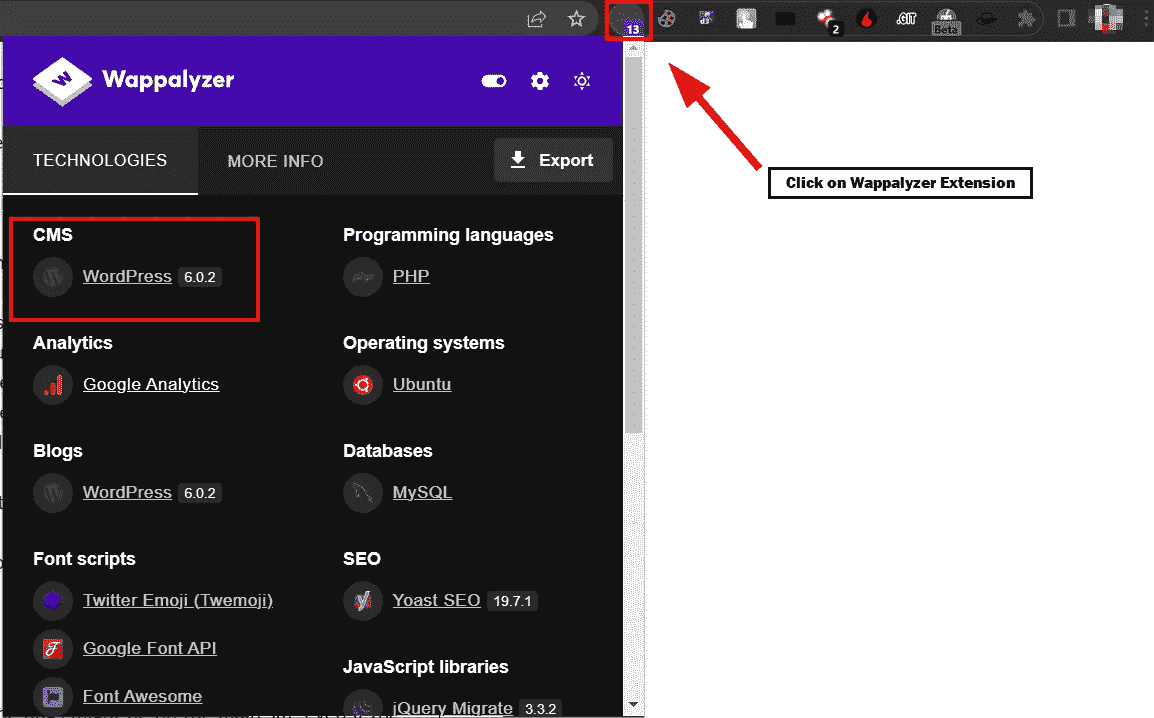 13
2
.GIT
Beta
Wappalyzer
TECHNOLOGIES
MORE INFO
Export
Click on Wappalyzer Extension
CMS
WordPress 6.0.2
Programming languages
PHP
Analytics
Google Analytics
Operating systems
Ubuntu
Blogs
WordPress 6.0.2
Databases
MySQL
Font scripts
Twitter Emoji (Twemoji)
Google Font API
Font Awesome
SEO
Yoast SEO 19.7.1
JavaScript libraries
jQuery Migrate 3.3.2